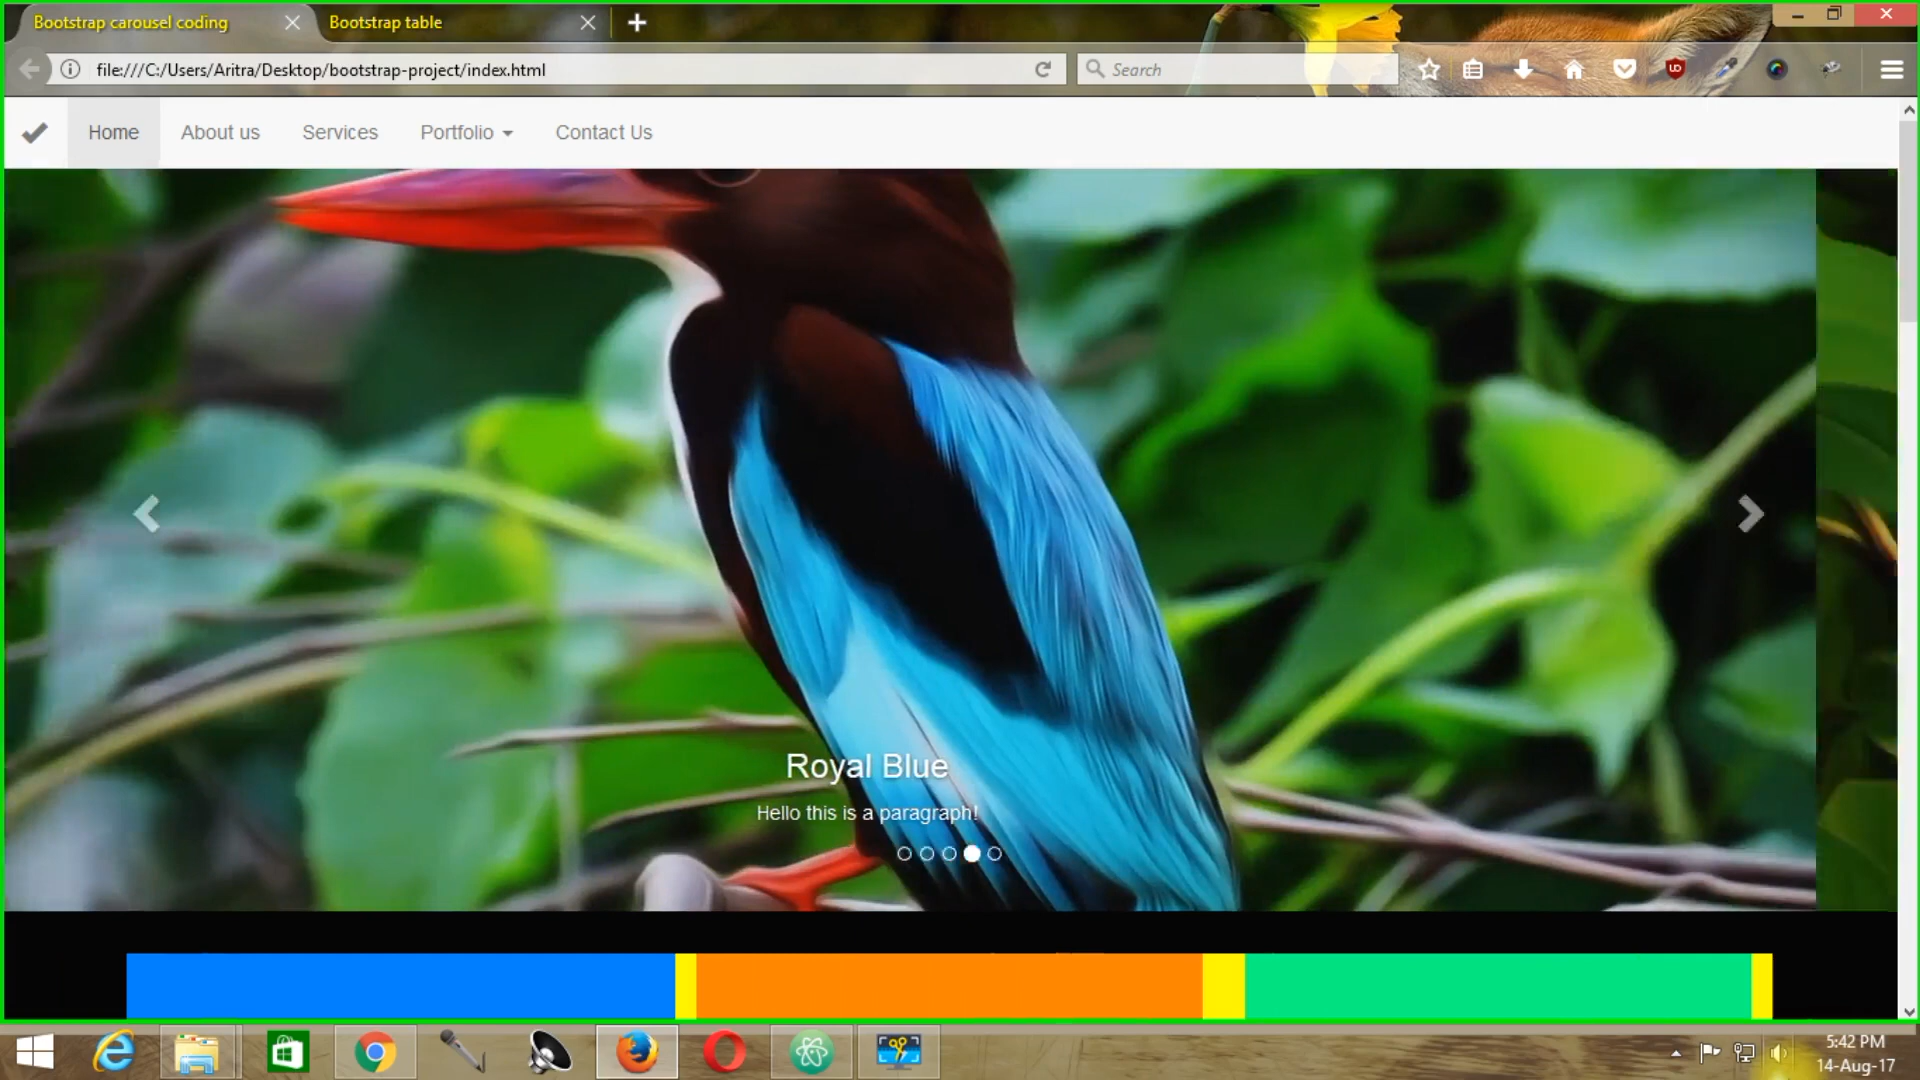 Bootstrap carousel coding
Bootstrap table
file:///C:/Users/Aritra/Desktop/bootstrap-project/index.html
Search
Home
About us
Services
Portfolio
Contact Us
Royal Blue
Hello this is a paragraph!
5:42 PM
14-Aug-17